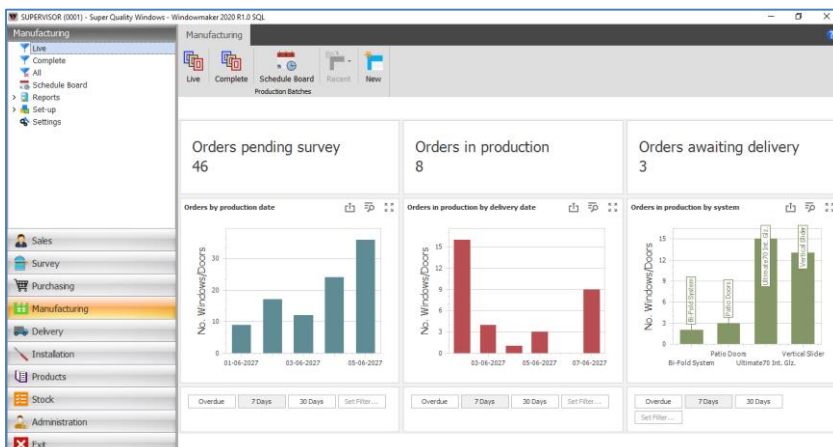 SUPERVISOR (0001) - Super Quality Windows - Windowmaker 2020 R1.0 SQL
Manufacturing
Live
Complete
All
Schedule Board
Reports
Set-up
Settings
Sales
Survey
Purchasing
Manufacturing
Delivery
Installation
Products
Stock
Administration
Exit
Manufacturing
Live Complete Schedule Board Recent New
Production Batches
Orders pending survey
46
Orders in production
8
Orders awaiting delivery
3
Orders by production date
No. Windows/Doors
30
20
10
0
01-06-2027 03-06-2027 05-06-2027
Overdue 7 Days 30 Days Set Filter...
Orders in production by delivery date
No. Windows/Doors
15
12
9
6
3
0
03-06-2027 05-06-2027 07-06-2027
Overdue 7 Days 30 Days Set Filter...
Orders in production by system
No. Windows/Doors
15
12
9
6
3
0
Bi-Fold System
Patio Doors
Ultimate70 Int. Glz.
Vertical Slider
Patio Doors Vertical Slider
Bi-Fold System Ultimate70 Int. Glz.
Overdue 7 Days 30 Days
Set Filter...